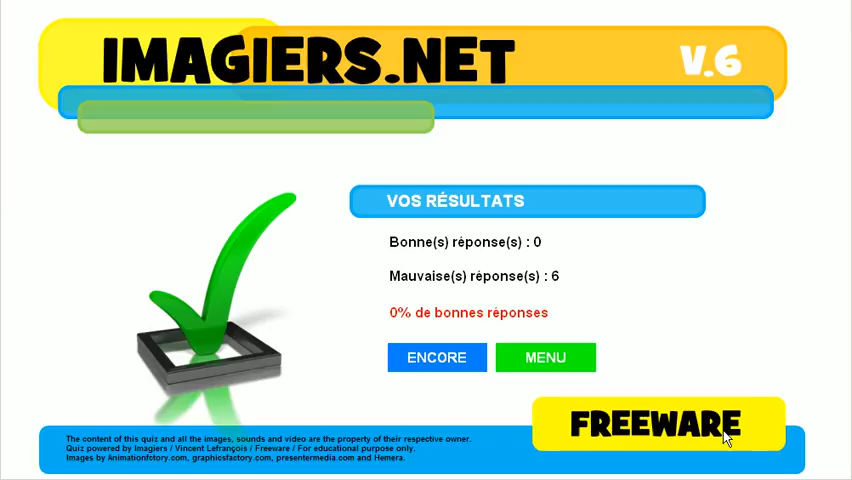 IMAGIERS.NET
V.6
VOS RÉSULTATS
Bonne(s) réponse(s) : 0
Mauvaise(s) réponse(s) : 6
0% de bonnes réponses
ENCORE
MENU
FREEWARE
The content of this quiz and all the images, sounds and video are the property of their respective owner.
Quiz powered by Imagiers / Vincent Lefrançois / Freeware / For educational purpose only.
Images by Animationfctory.com, graphicsfactory.com, presentermedia.com and Hemera.